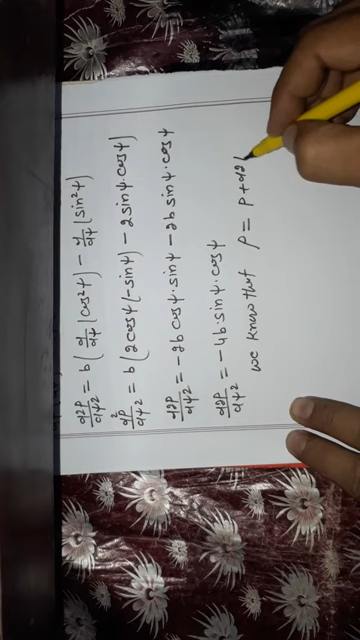 d²p/dψ² = b ( d/dψ (cos²ψ) - d/dψ (sin²ψ)
d²p/dψ² = b ( 2cosψ(-sinψ) - 2sinψ.cosψ)
d²p/dψ² = -2b cosψ.sinψ - 2b sinψ.cosψ
d²p/dψ² = -4b.sinψ.cosψ
we know that ρ = p + d2